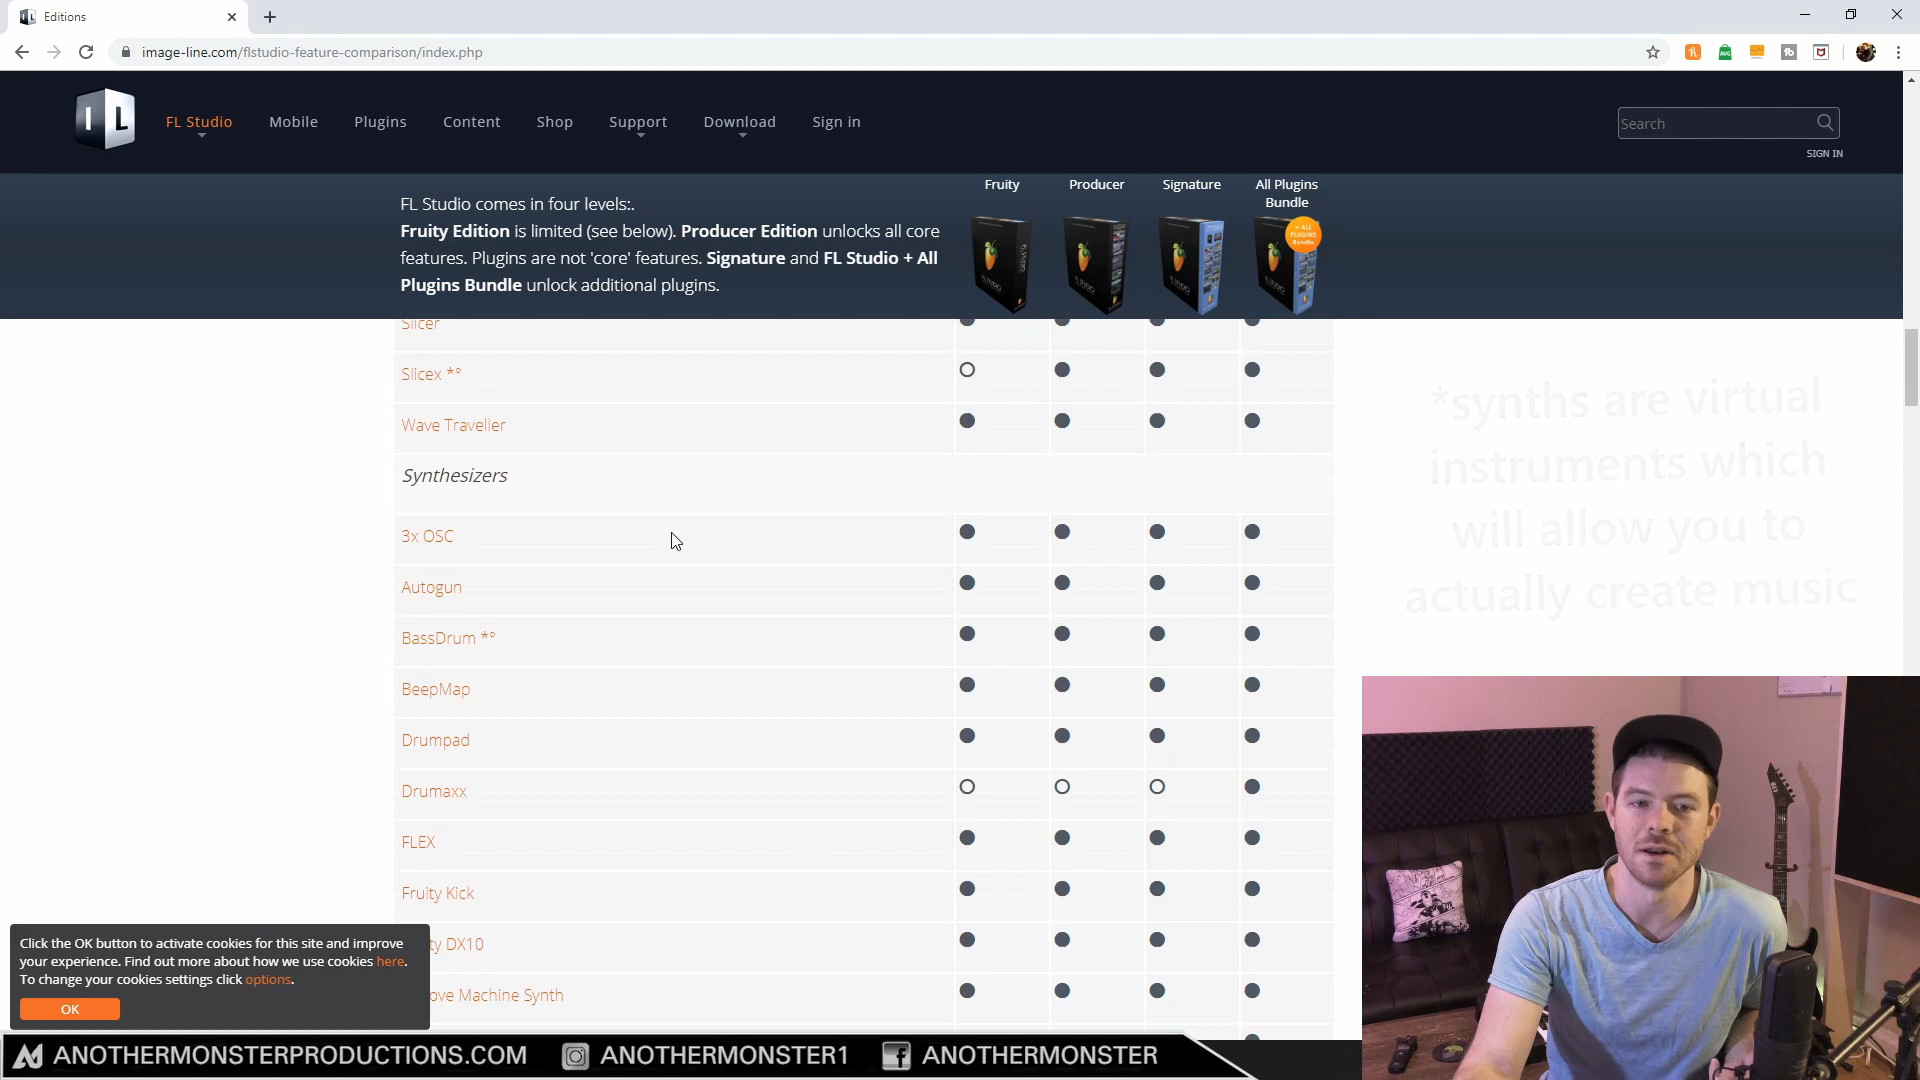 Editions
image-line.com/flstudio-feature-comparison/index.php
IL
FL Studio
Mobile
Plugins
Content
Shop
Support
Download
Sign in
Search
SIGN IN
FL Studio comes in four levels:.
Fruity Edition is limited (see below). Producer Edition unlocks all core
features. Plugins are not 'core' features. Signature and FL Studio + All
Plugins Bundle unlock additional plugins.
Fruity
Producer
Signature
All Plugins
Bundle
+ ALL
PLUGINS
Bundle
Slicer
Slicex *°
Wave Traveller
Synthesizers
3x OSC
Autogun
BassDrum *°
BeepMap
Drumpad
Drumaxx
FLEX
Fruity Kick
ty DX10
ove Machine Synth
*synths are virtual
instruments which
will allow you to
actually create music
Click the OK button to activate cookies for this site and improve
your experience. Find out more about how we use cookies here.
To change your cookies settings click options.
OK
ANOTHERMONSTERPRODUCTIONS.COM
ANOTHERMONSTER1
ANOTHERMONSTER